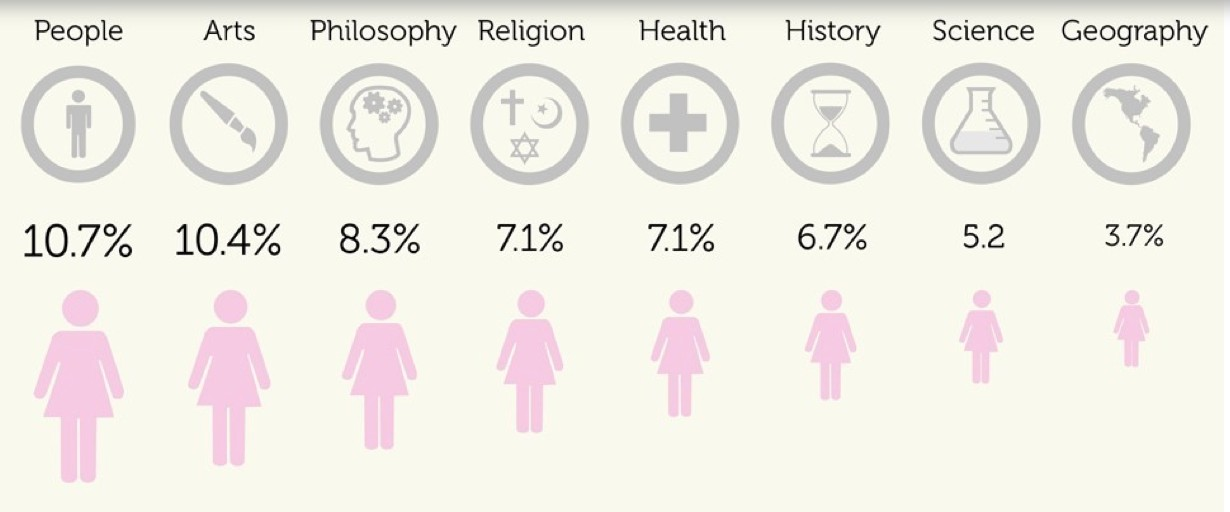 People Arts Philosophy Religion Health History Science Geography
10.7% 10.4% 8.3% 7.1% 7.1% 6.7% 5.2 3.7%